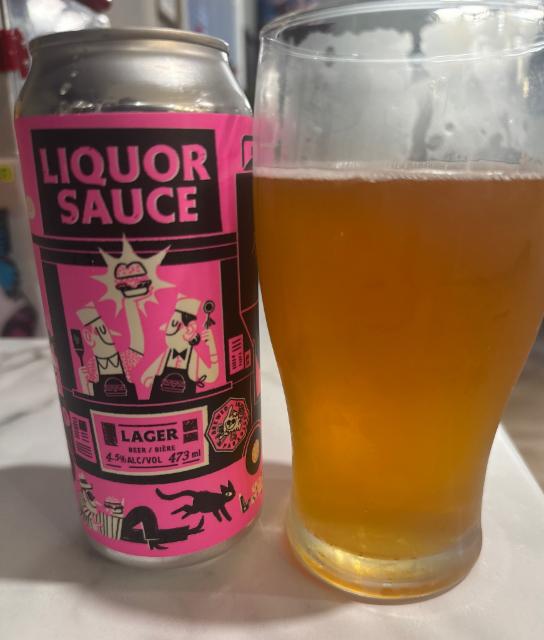 LIQUOR
SAUCE
LAGER
BEER / BIÈRE
4.5% ALC/VOL 473 ml